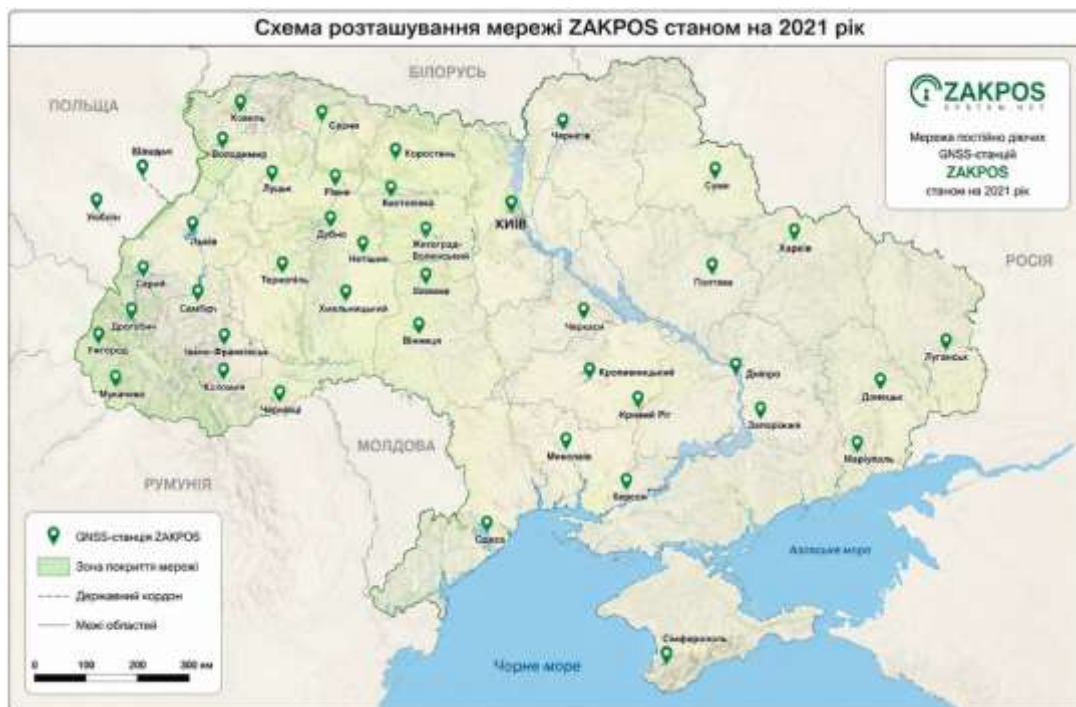 Схема розташування мережі ZAKPOS станом на 2021 рік
БІЛОРУСЬ
ПОЛЬЩА
РОСІЯ
МОЛДОВА
РУМУНІЯ
ZAKPOS
SYSTEM NET
Мережа постійно діючих
GNSS-станцій
ZAKPOS
станом на 2021 рік
Ковель
Сарни
Чернігів
Володимир
Коростень
Луцьк
Рівне
Суми
КИЇВ
Львів
Дубно
Нетішин
Харків
Тернопіль
Хмельницький
Полтава
Самбір
Дрогобич
Черкаси
Вінниця
Ужгород
Івано-Франківськ
Луганськ
Мукачево
Коломия
Чернівці
Кропивницький
Дніпро
Донецьк
Кривий Ріг
Запоріжжя
Миколаїв
Маріуполь
Херсон
Одеса
Азовське море
Сімферополь
Чорне море
GNSS-станція ZAKPOS
Зона покриття мережі
Державний кордон
Межі областей
0 100 200 300 км